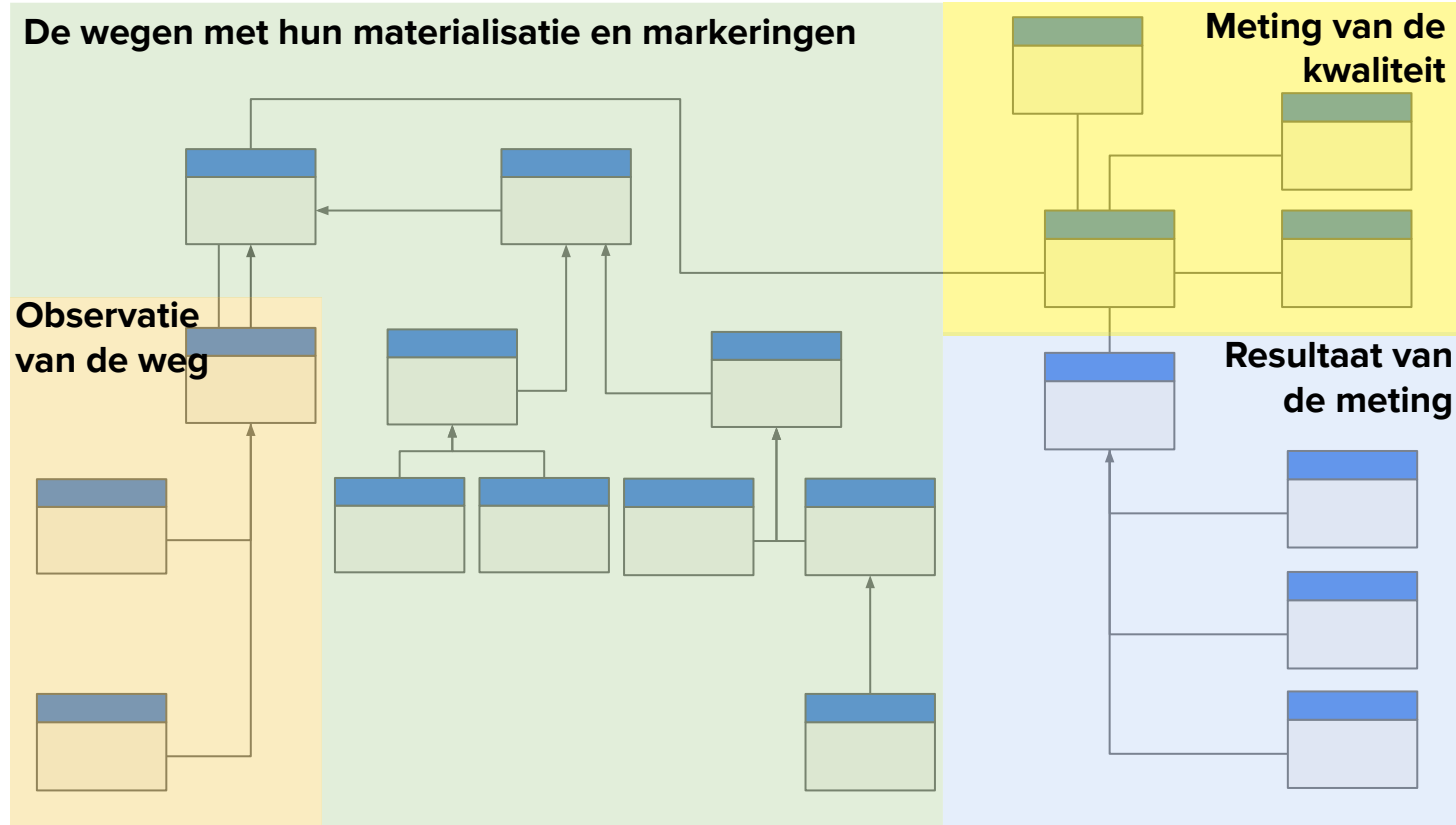 De wegen met hun materialisatie en markeringen
Meting van de
kwaliteit
Observatie
van de weg
Resultaat van
de meting